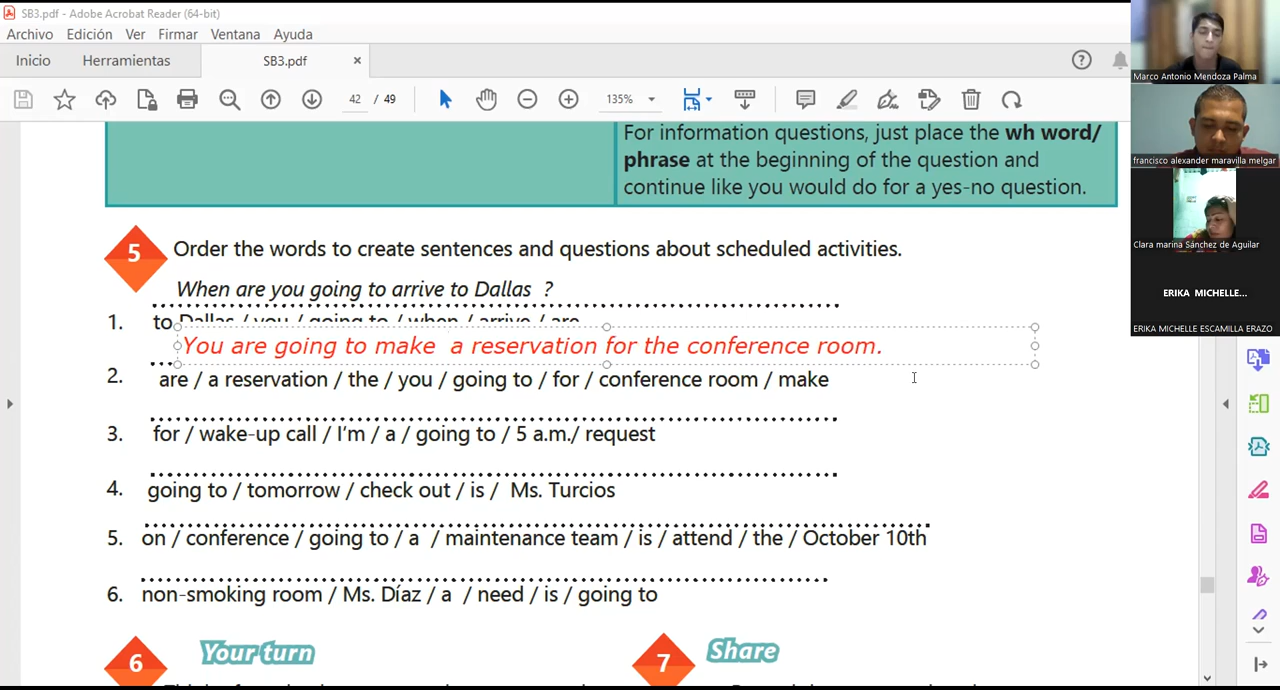 SB3.pdf - Adobe Acrobat Reader (64-bit)
Archivo Edición Ver Firmar Ventana Ayuda
Inicio Herramientas SB3.pdf ×
42 / 49 135%
For information questions, just place the wh word/
phrase at the beginning of the question and
continue like you would do for a yes-no question.
5 Order the words to create sentences and questions about scheduled activities.
When are you going to arrive to Dallas ?
1. to Dallas / you / going to / when / arrive / are
You are going to make a reservation for the conference room.
2. are / a reservation / the / you / going to / for / conference room / make
3. for / wake-up call / I'm / a / going to / 5 a.m./ request
4. going to / tomorrow / check out / is / Ms. Turcios
5. on / conference / going to / a / maintenance team / is / attend / the / October 10th
6. non-smoking room / Ms. Díaz / a / need / is / going to
6 Your turn
7 Share
Marco Antonio Mendoza Palma
francisco alexander maravilla melgar
Clara marina Sánchez de Aguilar
ERIKA MICHELLE...
ERIKA MICHELLE ESCAMILLA ERAZO